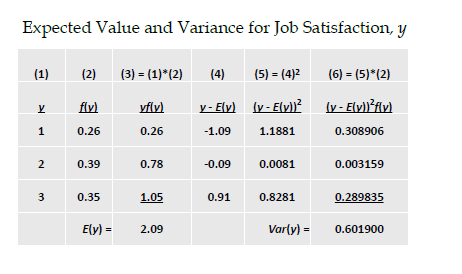 Expected Value and Variance for Job Satisfaction, y
(1) (2) (3) = (1)*(2) (4) (5) = (4)² (6) = (5)*(2)
y f(y) yf(y) y - E(y) (y - E(y))² (y - E(y))²f(y)
1 0.26 0.26 -1.09 1.1881 0.308906
2 0.39 0.78 -0.09 0.0081 0.003159
3 0.35 1.05 0.91 0.8281 0.289835
E(y) = 2.09 Var(y) = 0.601900